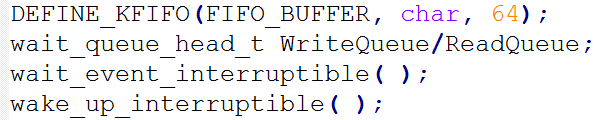 DEFINE_KFIFO(FIFO_BUFFER, char, 64);
wait_queue_head_t WriteQueue/ReadQueue;
wait_event_interruptible( );
wake_up_interruptible( );